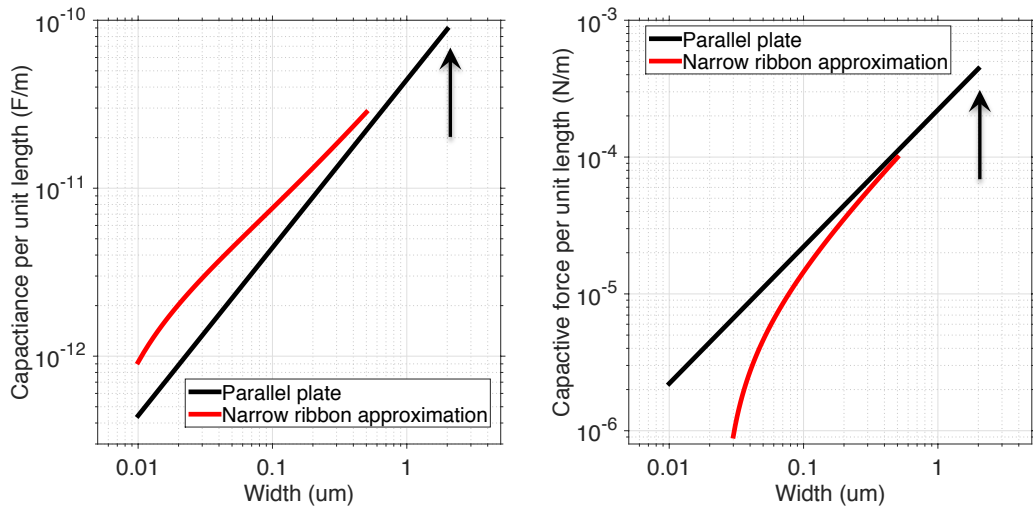 Capactiance per unit length (F/m)
10^-10
10^-11
10^-12
Parallel plate
Narrow ribbon approximation
0.01
0.1
1
Width (um)
Capactive force per unit length (N/m)
10^-3
10^-4
10^-5
10^-6
Parallel plate
Narrow ribbon approximation
0.01
0.1
1
Width (um)